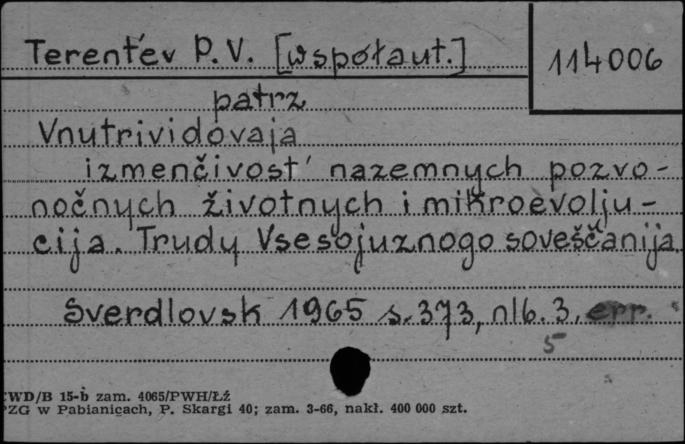 Terent'ev P. V. [współaut.]
114006
patrz
Vnutrividovaja
izmenčivost' nazemnych pozvo-
nočnych životnych i mikroevolju-
cija. Trudy Vsesojuznogo soveščanija.
Sverdlovsk 1965 s. 373, nlb. 3, err.
5
WD/B 15-b zam. 4065/PWH/Łź
PZG w Pabianicach, P. Skargi 40; zam. 3-66, nakł. 400 000 szt.